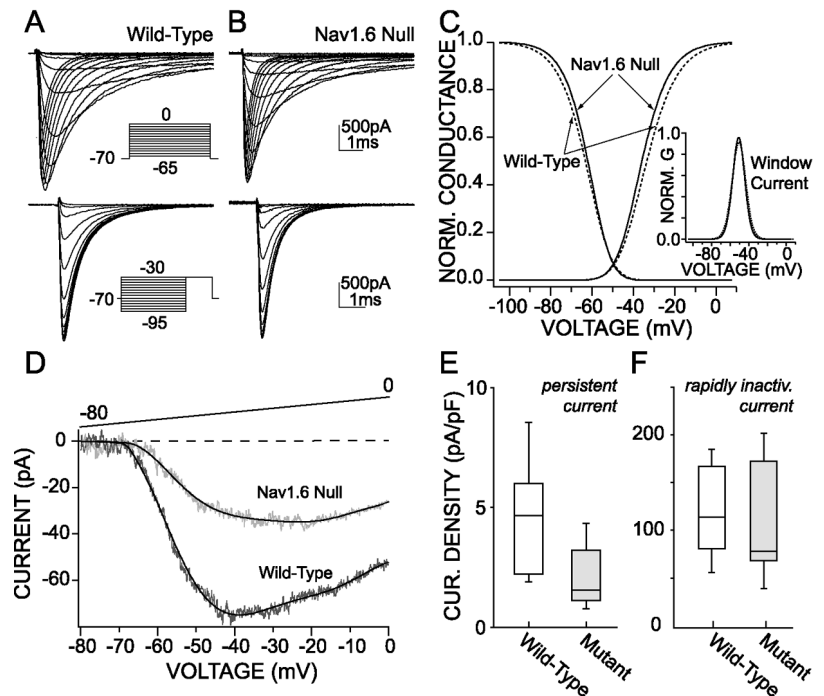 A
Wild-Type
0
-70
-65
-30
-70
-95
B
Nav1.6 Null
500pA
1ms
500pA
1ms
C
NORM. CONDUCTANCE
1.0
0.8
0.6
0.4
0.2
0.0
Nav1.6 Null
Wild-Type
-100 -80 -60 -40 -20 0
VOLTAGE (mV)
NORM. G
1.0
0.0
Window
Current
-80 -40 0
VOLTAGE (mV)
D
-80
0
CURRENT (pA)
0
-20
-40
-60
Nav1.6 Null
Wild-Type
-80 -70 -60 -50 -40 -30 -20 -10 0
VOLTAGE (mV)
E
persistent
current
CUR. DENSITY (pA/pF)
10
5
0
Wild-Type
Mutant
F
rapidly inactiv.
current
200
100
0
Wild-Type
Mutant